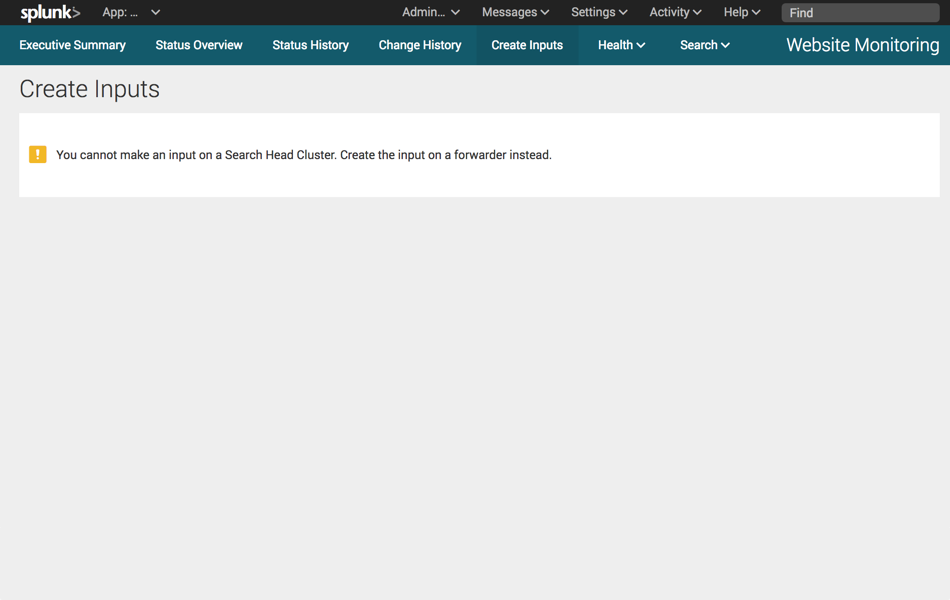 splunk> App: ... Admin... Messages Settings Activity Help Find
Executive Summary Status Overview Status History Change History Create Inputs Health Search Website Monitoring
Create Inputs
! You cannot make an input on a Search Head Cluster. Create the input on a forwarder instead.